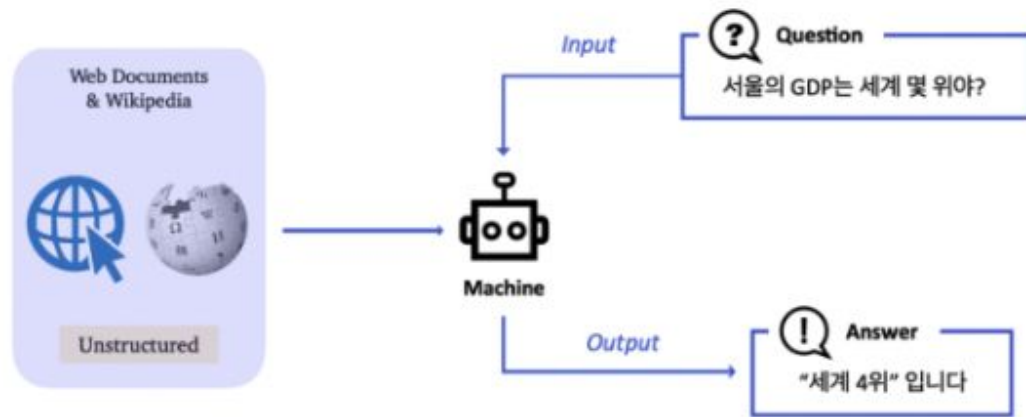 Web Documents
& Wikipedia
Unstructured
Input
Question
서울의 GDP는 세계 몇 위야?
Machine
Output
Answer
“세계 4위” 입니다